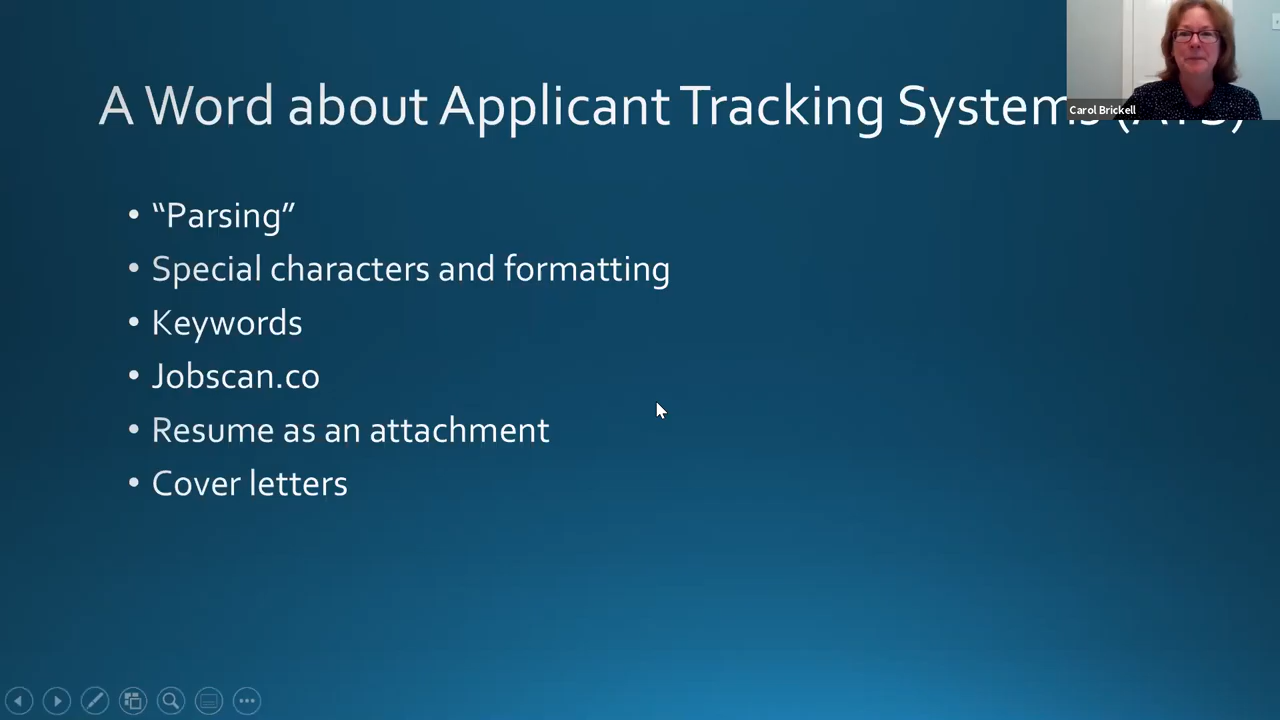 A Word about Applicant Tracking Systems
Carol Brickell
• “Parsing”
• Special characters and formatting
• Keywords
• Jobscan.co
• Resume as an attachment
• Cover letters